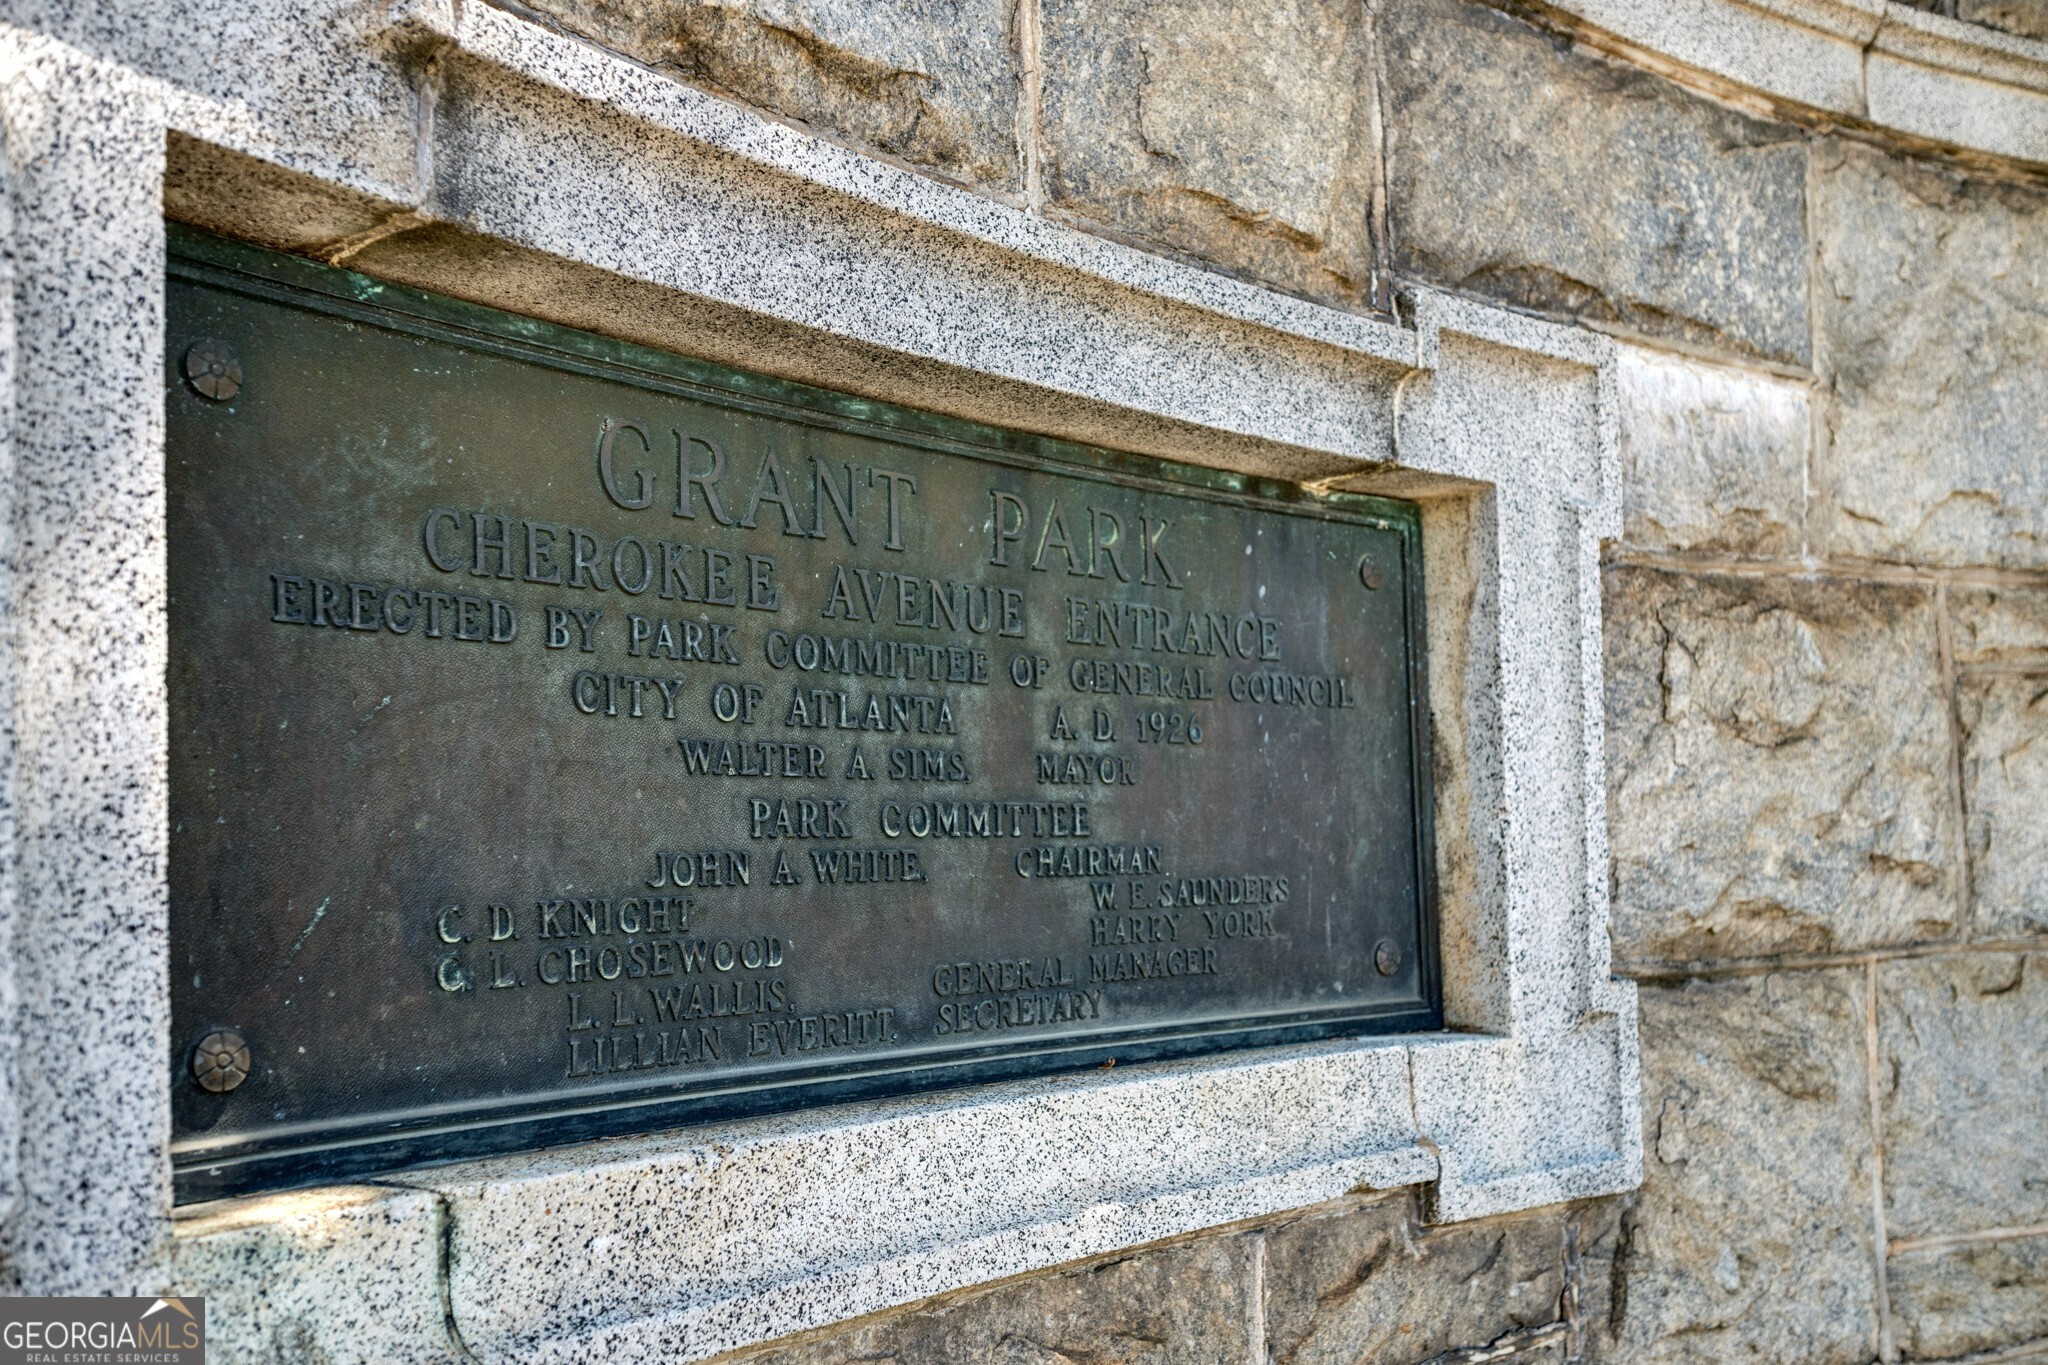 GRANT PARK
CHEROKEE AVENUE ENTRANCE
ERECTED BY PARK COMMITTEE OF GENERAL COUNCIL
CITY OF ATLANTA A. D. 1926
WALTER A. SIMS, MAYOR
PARK COMMITTEE
JOHN A. WHITE, CHAIRMAN
C. D. KNIGHT W. E. SAUNDERS
G. L. CHOSEWOOD HARRY YORK
L. L. WALLIS, GENERAL MANAGER
LILLIAN EVERITT, SECRETARY
GEORGIAMLS
REAL ESTATE SERVICES